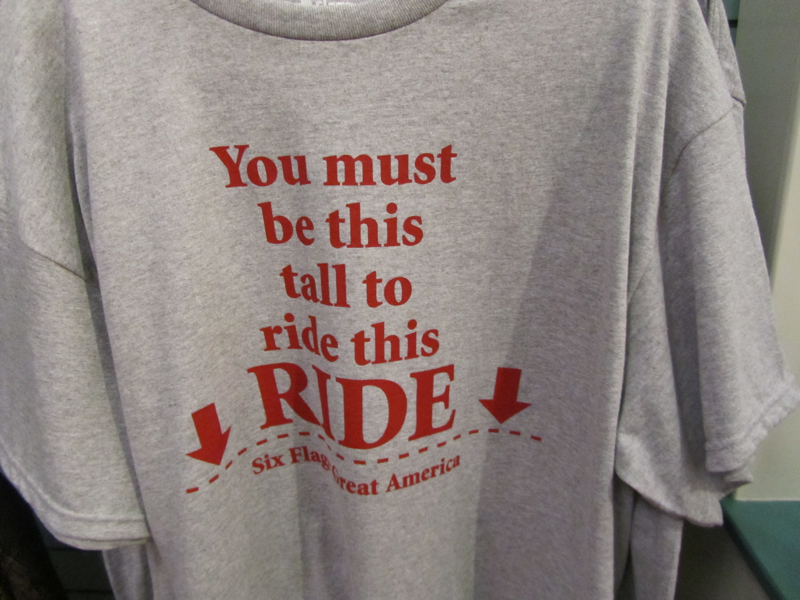 You must
be this
tall to
ride this
RIDE
Six Flags Great America